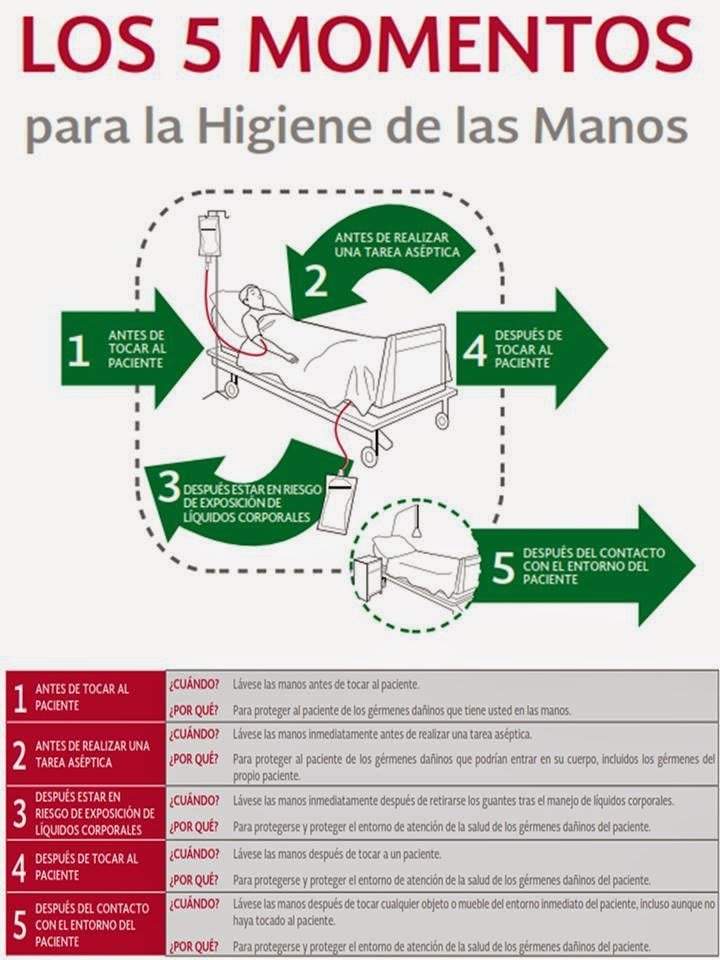 LOS 5 MOMENTOS
para la Higiene de las Manos
1 ANTES DE
TOCAR AL
PACIENTE
2 ANTES DE REALIZAR
UNA TAREA ASÉPTICA
3 DESPUÉS ESTAR EN RIESGO
DE EXPOSICIÓN DE
LÍQUIDOS CORPORALES
4 DESPUÉS DE
TOCAR AL
PACIENTE
5 DESPUÉS DEL CONTACTO
CON EL ENTORNO DEL
PACIENTE
1 ANTES DE TOCAR AL
PACIENTE
¿CUÁNDO? Lávese las manos antes de tocar al paciente.
¿POR QUÉ? Para proteger al paciente de los gérmenes dañinos que tiene usted en las manos.
2 ANTES DE REALIZAR UNA
TAREA ASÉPTICA
¿CUÁNDO? Lávese las manos inmediatamente antes de realizar una tarea aséptica.
¿POR QUÉ? Para proteger al paciente de los gérmenes dañinos que podrían entrar en su cuerpo, incluidos los gérmenes del
propio paciente.
3 DESPUÉS ESTAR EN
RIESGO DE EXPOSICIÓN DE
LÍQUIDOS CORPORALES
¿CUÁNDO? Lávese las manos inmediatamente después de retirarse los guantes tras el manejo de líquidos corporales.
¿POR QUÉ? Para protegerse y proteger el entorno de atención de la salud de los gérmenes dañinos del paciente.
4 DESPUÉS DE TOCAR AL
PACIENTE
¿CUÁNDO? Lávese las manos después de tocar a un paciente.
¿POR QUÉ? Para protegerse y proteger el entorno de atención de la salud de los gérmenes dañinos del paciente.
5 DESPUÉS DEL CONTACTO
CON EL ENTORNO DEL
PACIENTE
¿CUÁNDO? Lávese las manos después de tocar cualquier objeto o mueble del entorno inmediato del paciente, incluso aunque no
haya tocado al paciente.
¿POR QUÉ? Para protegerse y proteger el entorno de atención de la salud de los gérmenes dañinos del paciente.